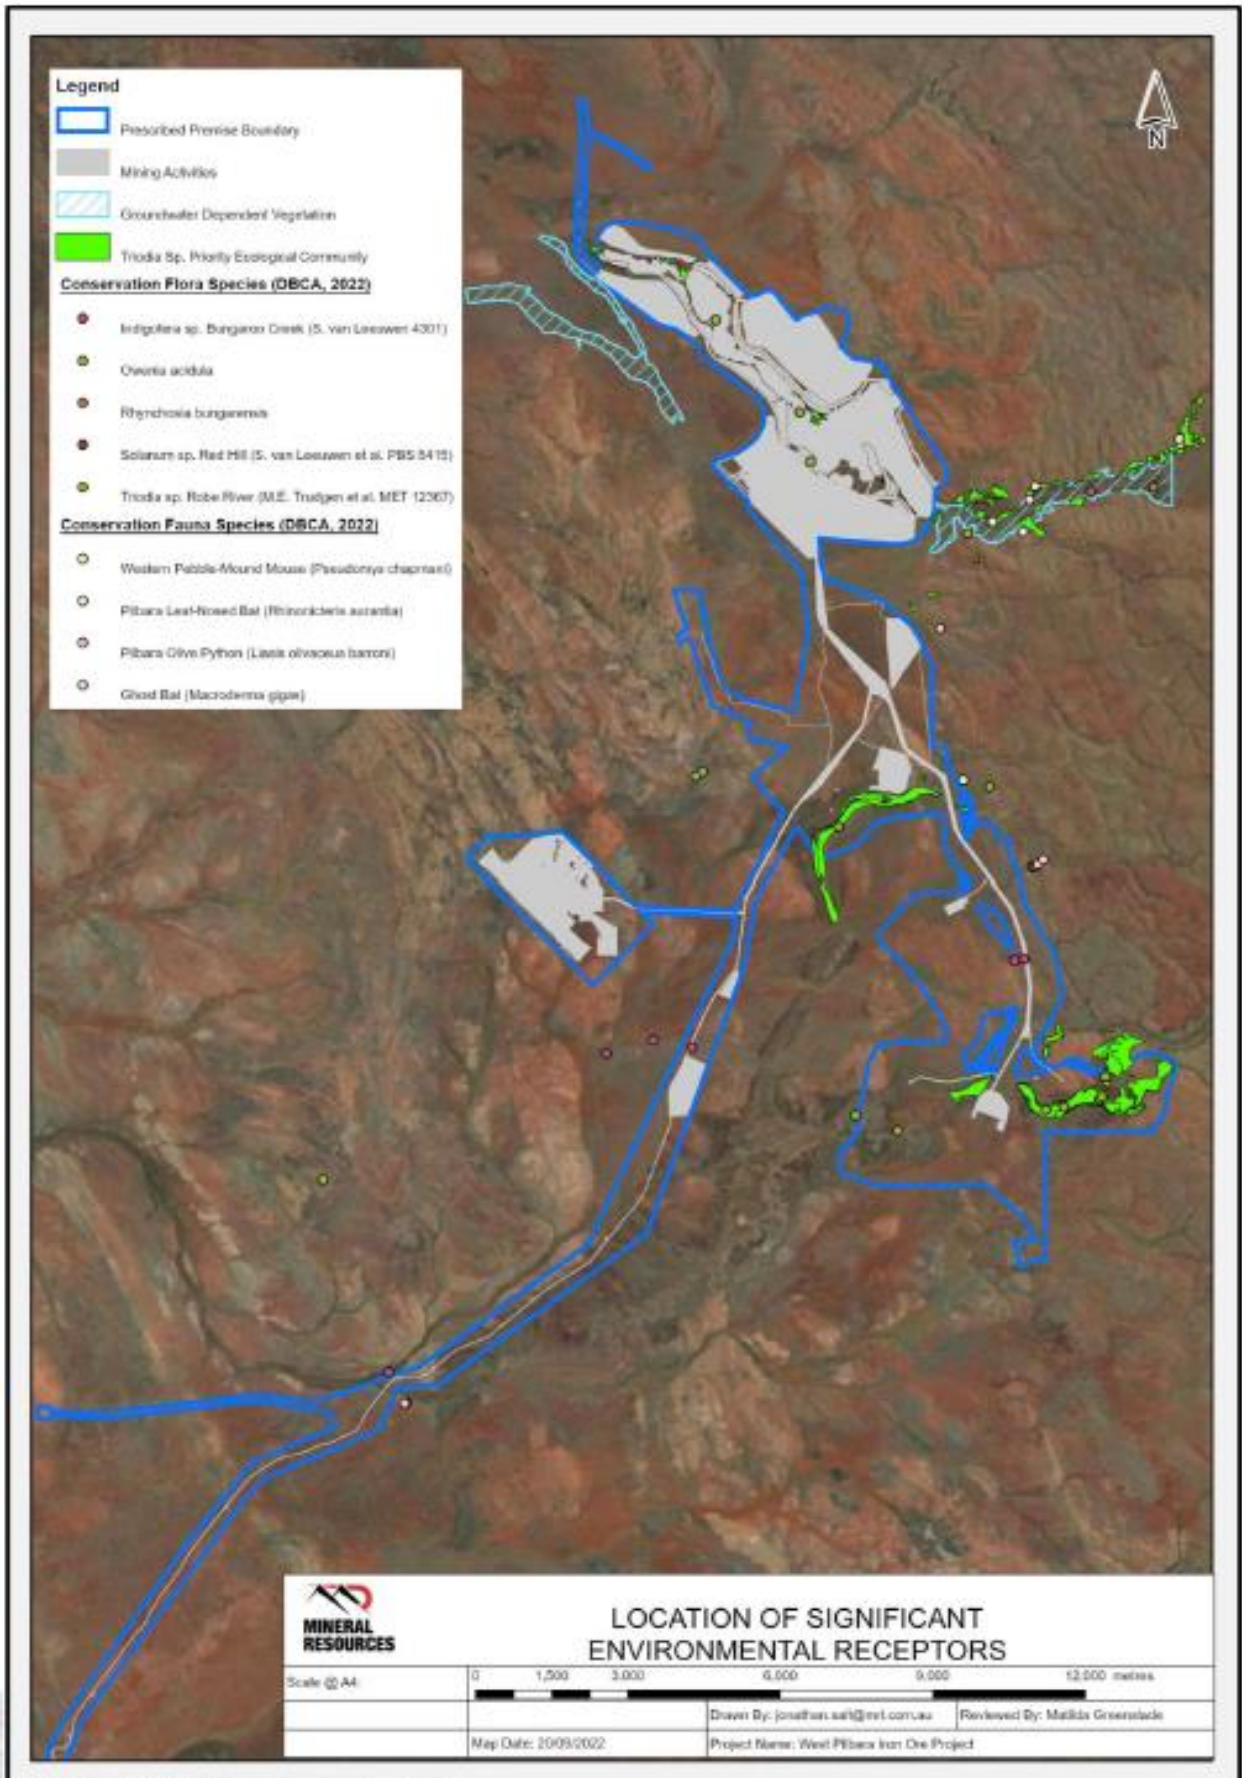 Legend
Prescribed Premise Boundary
Mining Activities
Groundwater Dependent Vegetation
Triodia Sp. Priority Ecological Community
Conservation Flora Species (DBCA, 2022)
Indigofera sp. Bungaroo Creek (S. van Leeuwen 4301)
Owenia acidula
Rhynchosia bungarensis
Solanum sp. Red Hill (S. van Leeuwen et al. PBS 5415)
Triodia sp. Robe River (M.E. Trudgen et al. MET 12367)
Conservation Fauna Species (DBCA, 2022)
Western Pebble-Mound Mouse (Pseudomys chapmani)
Pilbara Leaf-Nosed Bat (Rhinonicteris aurantia)
Pilbara Olive Python (Liasis olivaceus barroni)
Ghost Bat (Macroderma gigas)
N
MINERAL
RESOURCES
LOCATION OF SIGNIFICANT
ENVIRONMENTAL RECEPTORS
Scale @ A4:
0 1,500 3,000 6,000 9,000 12,000 metres
Drawn By: jonathan.salt@mrl.com.au
Reviewed By: Matilda Greenslade
Map Date: 20/09/2022
Project Name: West Pilbara Iron Ore Project